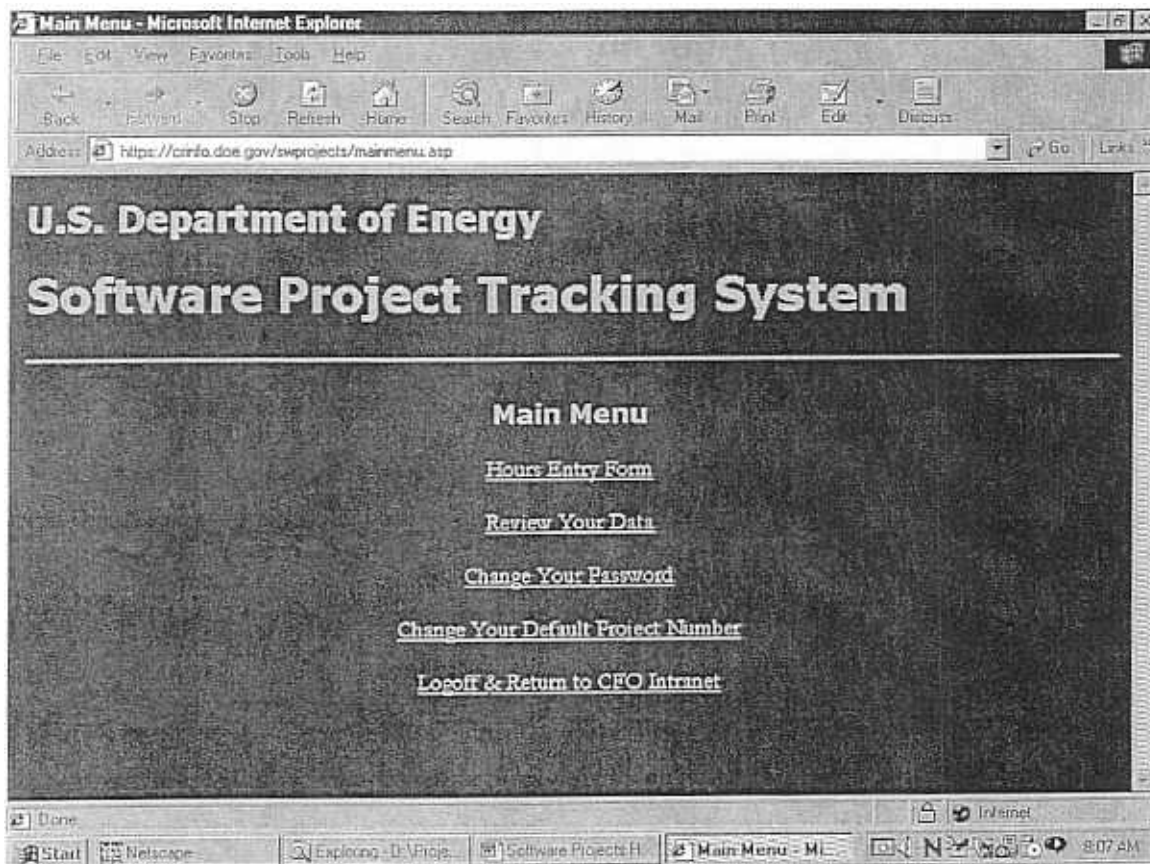 Main Menu - Microsoft Internet Explorer
File Edit View Favorites Tools Help
Back Forward Stop Refresh Home Search Favorites History Mail Print Edit Discuss
Address https://crinfo.doe.gov/swprojects/mainmenu.asp Go Links »
U.S. Department of Energy
Software Project Tracking System
Main Menu
Hours Entry Form
Review Your Data
Change Your Password
Change Your Default Project Number
Logoff & Return to CFO Intranet
Done Internet
Start Netscape Exploring - D:\Proje... Software Projects H... Main Menu - Mi... N 8:07 AM